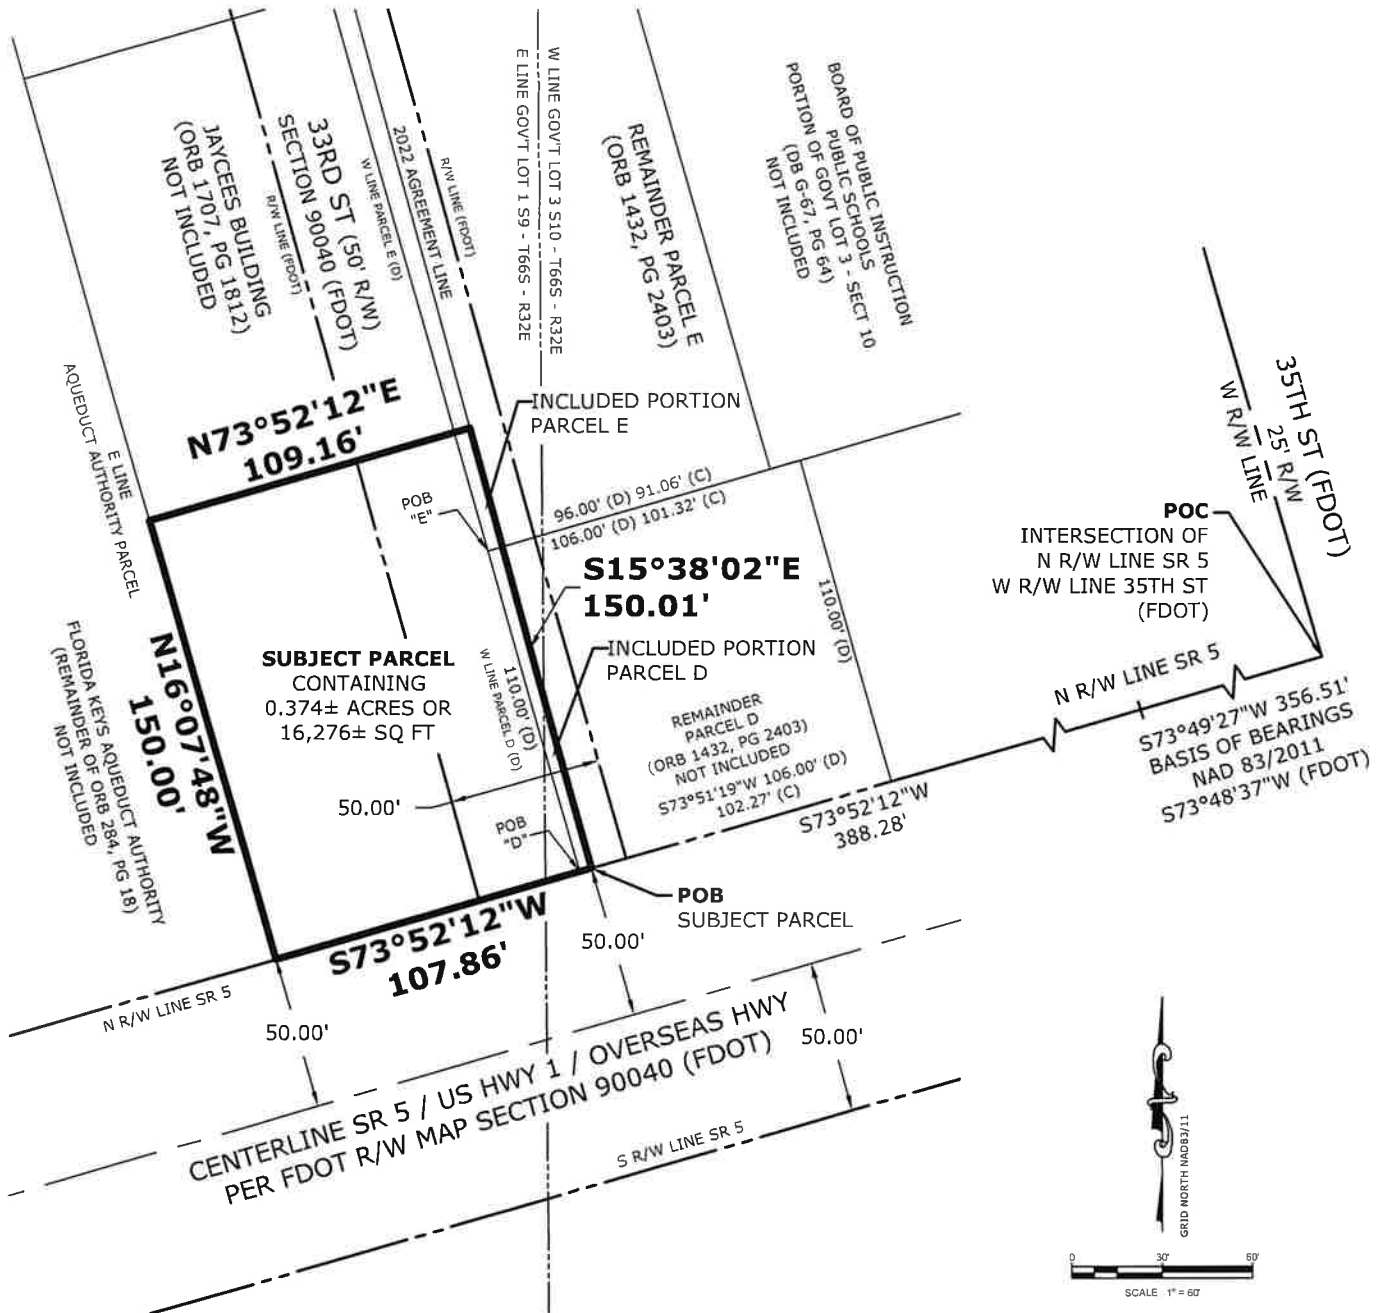 W LINE GOV'T LOT 3 S10 - T66S - R32E
E LINE GOV'T LOT 1 S9 - T66S - R32E
BOARD OF PUBLIC INSTRUCTION
PUBLIC SCHOOLS
PORTION OF GOVT LOT 3 - SECT 10
(DB G-67, PG 64)
NOT INCLUDED
REMAINDER PARCEL E
(ORB 1432, PG 2403)
R/W LINE (FDOT)
2022 AGREEMENT LINE
W LINE PARCEL E (D)
33RD ST (50' R/W)
SECTION 90040 (FDOT)
R/W LINE (FDOT)
JAYCEES BUILDING
(ORB 1707, PG 1812)
NOT INCLUDED
E LINE
AQUEDUCT AUTHORITY PARCEL
N73°52'12"E
109.16'
INCLUDED PORTION
PARCEL E
35TH ST (FDOT)
25' R/W
W R/W LINE
POB
"E"
96.00' (D) 91.06' (C)
106.00' (D) 101.32' (C)
POC
INTERSECTION OF
N R/W LINE SR 5
W R/W LINE 35TH ST
(FDOT)
S15°38'02"E
150.01'
110.00' (D)
INCLUDED PORTION
PARCEL D
SUBJECT PARCEL
CONTAINING
0.374± ACRES OR
16,276± SQ FT
110.00' (D)
W LINE PARCEL D (D)
N16°07'48"W
150.00'
FLORIDA KEYS AQUEDUCT AUTHORITY
(REMAINDER OF ORB 284, PG 18)
NOT INCLUDED
REMAINDER
PARCEL D
(ORB 1432, PG 2403)
NOT INCLUDED
S73°51'19"W 106.00' (D)
102.27' (C)
N R/W LINE SR 5
S73°49'27"W 356.51'
BASIS OF BEARINGS
NAD 83/2011
S73°48'37"W (FDOT)
50.00'
POB
"D"
S73°52'12"W
388.28'
POB
SUBJECT PARCEL
S73°52'12"W
107.86'
50.00'
N R/W LINE SR 5
50.00'
50.00'
CENTERLINE SR 5 / US HWY 1 / OVERSEAS HWY
PER FDOT R/W MAP SECTION 90040 (FDOT)
S R/W LINE SR 5
GRID NORTH NAD83/11
0 30' 60'
SCALE 1" = 60'